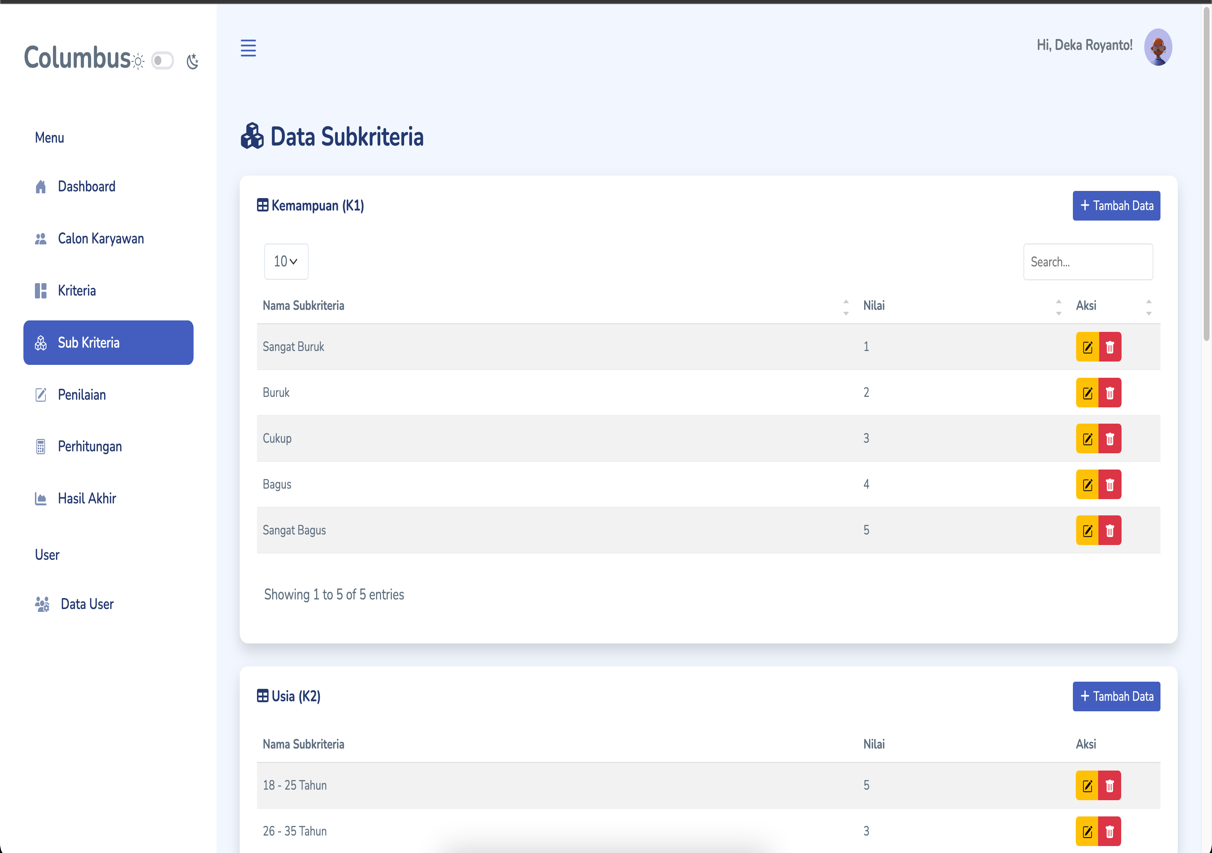 Columbus
Hi, Deka Royanto!
Menu
Dashboard
Calon Karyawan
Kriteria
Sub Kriteria
Penilaian
Perhitungan
Hasil Akhir
User
Data User
Data Subkriteria
Kemampuan (K1)
+ Tambah Data
10
Search...
Nama Subkriteria Nilai Aksi
Sangat Buruk 1
Buruk 2
Cukup 3
Bagus 4
Sangat Bagus 5
Showing 1 to 5 of 5 entries
Usia (K2)
+ Tambah Data
Nama Subkriteria Nilai Aksi
18 - 25 Tahun 5
26 - 35 Tahun 3